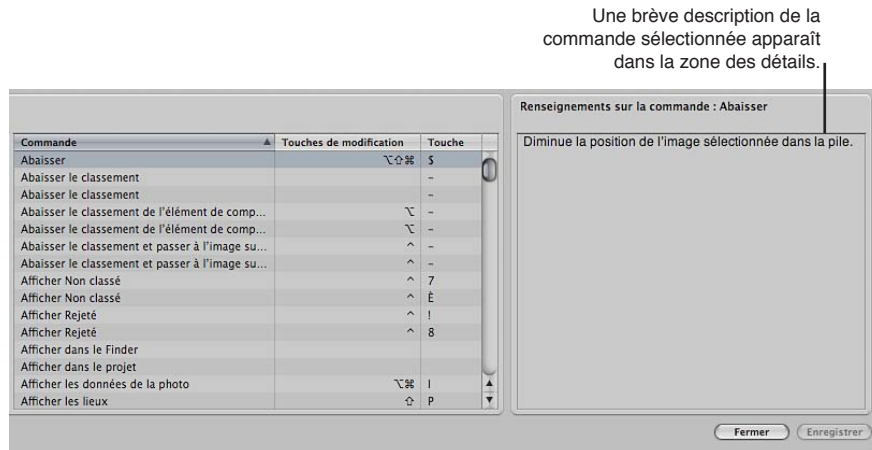 Une brève description de la
commande sélectionnée apparaît
dans la zone des détails.
Renseignements sur la commande : Abaisser
Diminue la position de l'image sélectionnée dans la pile.
Commande ▲ Touches de modification Touche
Abaisser ⌥⇧⌘ S
Abaisser le classement -
Abaisser le classement -
Abaisser le classement de l'élément de comp... ⌥ -
Abaisser le classement de l'élément de comp... ⌥ -
Abaisser le classement et passer à l'image su... ^ -
Abaisser le classement et passer à l'image su... ^ -
Afficher Non classé ^ 7
Afficher Non classé ^ È
Afficher Rejeté ^ !
Afficher Rejeté ^ 8
Afficher dans le Finder
Afficher dans le projet
Afficher les données de la photo ⌥⌘ I
Afficher les lieux ⇧ P
Fermer Enregistrer